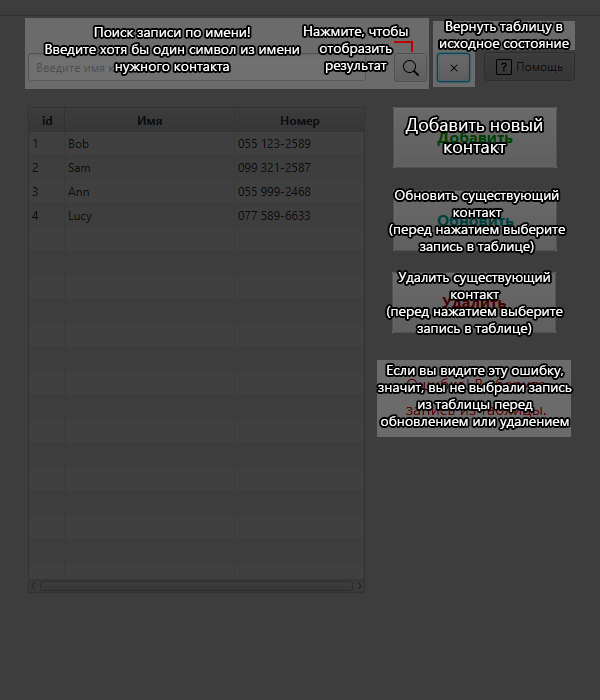 Поиск записи по имени!
Введите хотя бы один символ из имени
нужного контакта
Нажмите, чтобы
отобразить
результат
Вернуть таблицу в
исходное состояние
Введите имя
×
? Помощь
id Имя Номер
1 Bob 055 123-2589
2 Sam 099 321-2587
3 Ann 055 999-2468
4 Lucy 077 589-6633
Добавить новый
контакт
Добавить
Обновить существующий
контакт
(перед нажатием выберите
запись в таблице)
Обновить
Удалить существующий
контакт
(перед нажатием выберите
запись в таблице)
Удалить
Если вы видите эту ошибку,
значит, вы не выбрали запись
из таблицы перед
обновлением или удалением